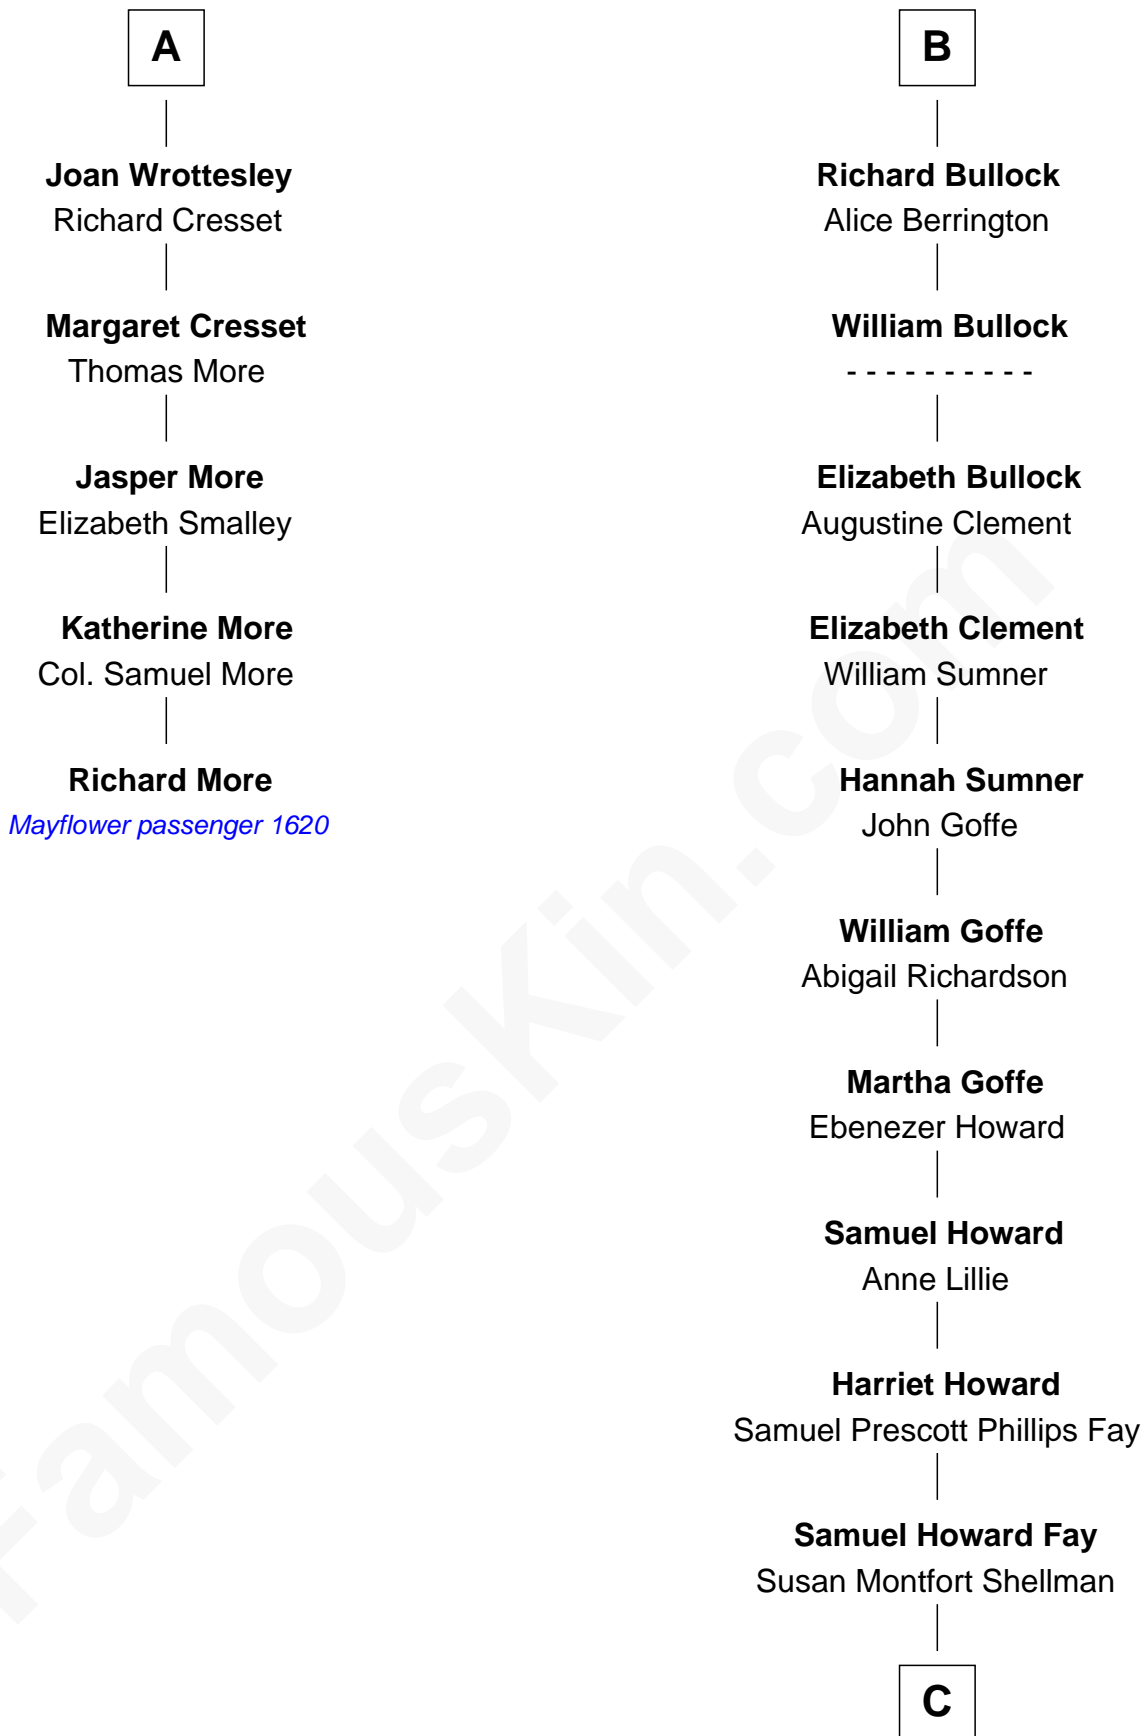 A
Joan Wrottesley
Richard Cresset
Margaret Cresset
Thomas More
Jasper More
Elizabeth Smalley
Katherine More
Col. Samuel More
Richard More
Mayflower passenger 1620
B
Richard Bullock
Alice Berrington
William Bullock
- - - - - - - - - -
Elizabeth Bullock
Augustine Clement
Elizabeth Clement
William Sumner
Hannah Sumner
John Goffe
William Goffe
Abigail Richardson
Martha Goffe
Ebenezer Howard
Samuel Howard
Anne Lillie
Harriet Howard
Samuel Prescott Phillips Fay
Samuel Howard Fay
Susan Montfort Shellman
C
FamousKin.com